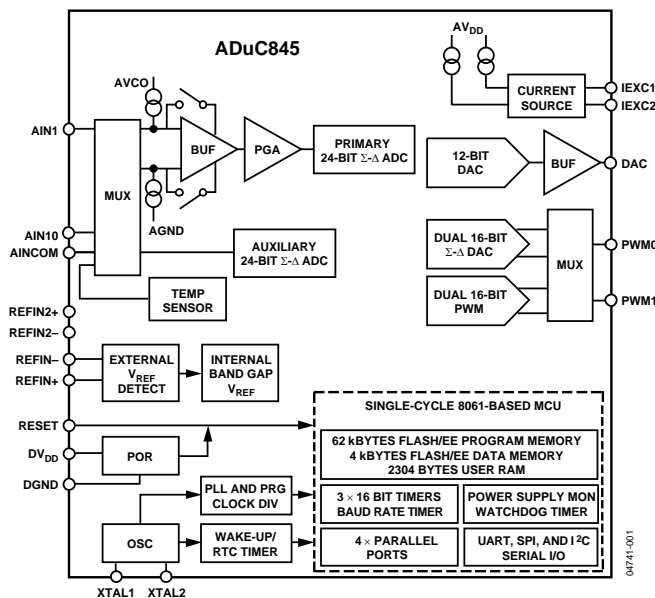 ADuC845
AVDD
AVCO
CURRENT
SOURCE
IEXC1
IEXC2
AIN1
BUF
PGA
PRIMARY
24-BIT Σ-Δ ADC
12-BIT
DAC
BUF
DAC
MUX
AGND
AIN10
AINCOM
AUXILIARY
24-BIT Σ-Δ ADC
DUAL 16-BIT
Σ-Δ DAC
MUX
PWM0
DUAL 16-BIT
PWM
PWM1
TEMP
SENSOR
REFIN2+
REFIN2–
REFIN–
REFIN+
EXTERNAL
VREF
DETECT
INTERNAL
BAND GAP
VREF
RESET
DVDD
DGND
POR
SINGLE-CYCLE 8061-BASED MCU
62 kBYTES FLASH/EE PROGRAM MEMORY
4 kBYTES FLASH/EE DATA MEMORY
2304 BYTES USER RAM
PLL AND PRG
CLOCK DIV
3 × 16 BIT TIMERS
BAUD RATE TIMER
POWER SUPPLY MON
WATCHDOG TIMER
OSC
WAKE-UP/
RTC TIMER
4 × PARALLEL
PORTS
UART, SPI, AND I²C
SERIAL I/O
XTAL1
XTAL2
04741-001